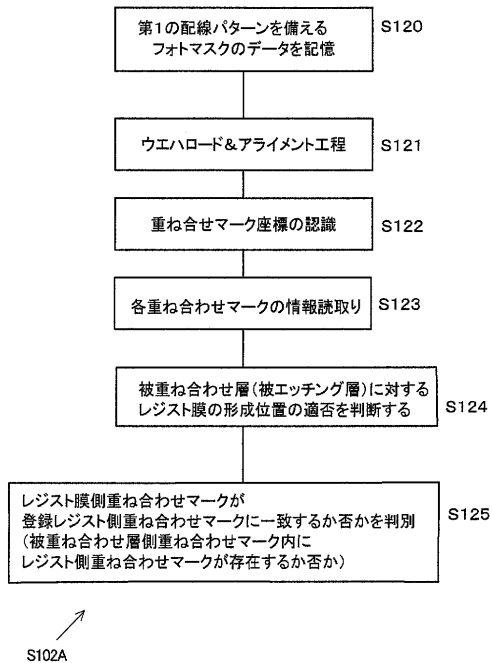 第1の配線パターンを備える
フォトマスクのデータを記憶
S120
ウエハロード＆アライメント工程
S121
重ね合せマーク座標の認識
S122
各重ね合わせマークの情報読取り
S123
被重ね合わせ層(被エッチング層)に対する
レジスト膜の形成位置の適否を判断する
S124
レジスト膜側重ね合わせマークが
登録レジスト側重ね合わせマークに一致するか否かを判別
(被重ね合わせ層側重ね合わせマーク内に
レジスト側重ね合わせマークが存在するか否か)
S125
S102A